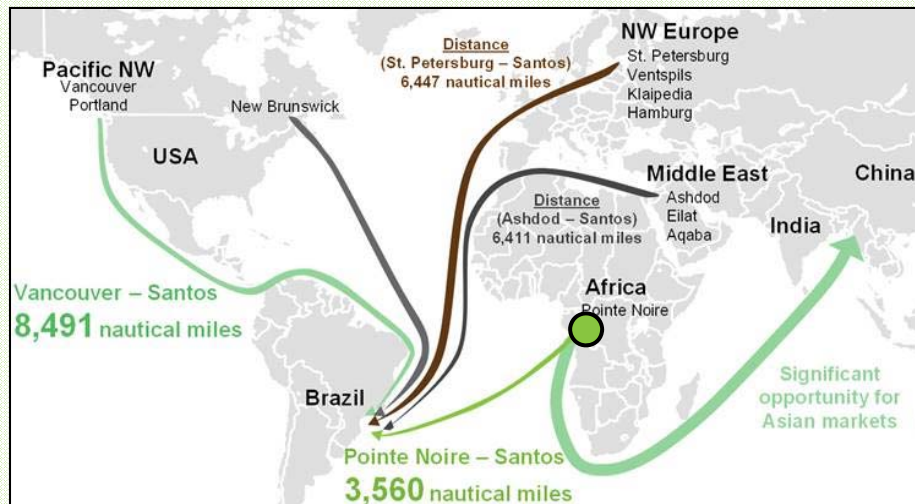 Pacific NW
Vancouver
Portland
New Brunswick
USA
Distance
(St. Petersburg – Santos)
6,447 nautical miles
NW Europe
St. Petersburg
Ventspils
Klaipedia
Hamburg
Distance
(Ashdod – Santos)
6,411 nautical miles
Middle East
Ashdod
Eilat
Aqaba
China
India
Africa
Pointe Noire
Vancouver – Santos
8,491 nautical miles
Brazil
Significant
opportunity for
Asian markets
Pointe Noire – Santos
3,560 nautical miles